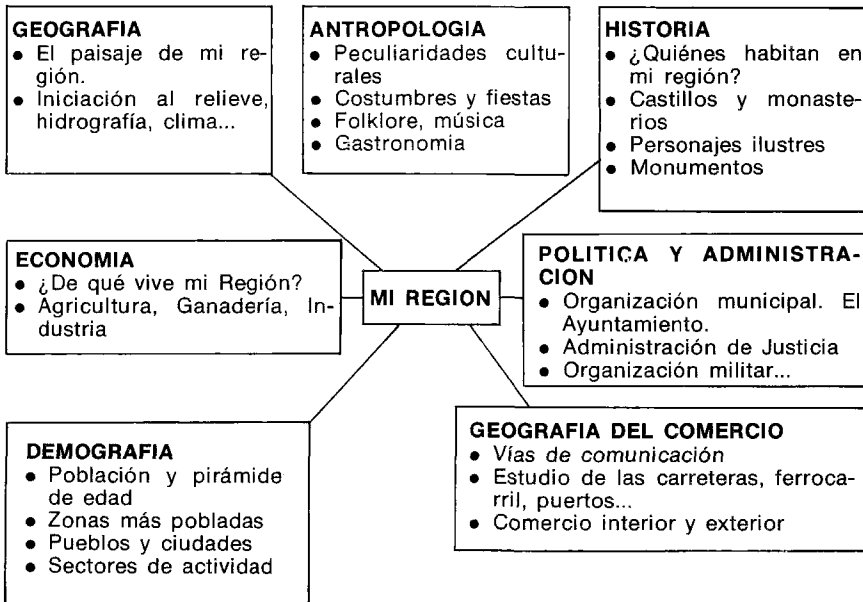 GEOGRAFIA
● El paisaje de mi re-
gión.
● Iniciación al relieve,
hidrografía, clima...
ANTROPOLOGIA
● Peculiaridades cultu-
rales
● Costumbres y fiestas
● Folklore, música
● Gastronomia
HISTORIA
● ¿Quiénes habitan en
mi región?
● Castillos y monaste-
rios
● Personajes ilustres
● Monumentos
ECONOMIA
● ¿De qué vive mi Región?
● Agricultura, Ganadería, In-
dustria
MI REGION
POLITICA Y ADMINISTRA-
CION
● Organización municipal. El
Ayuntamiento.
● Administración de Justicia
● Organización militar...
DEMOGRAFIA
● Población y pirámide
de edad
● Zonas más pobladas
● Pueblos y ciudades
● Sectores de actividad
GEOGRAFIA DEL COMERCIO
● Vías de comunicación
● Estudio de las carreteras, ferroca-
rril, puertos...
● Comercio interior y exterior